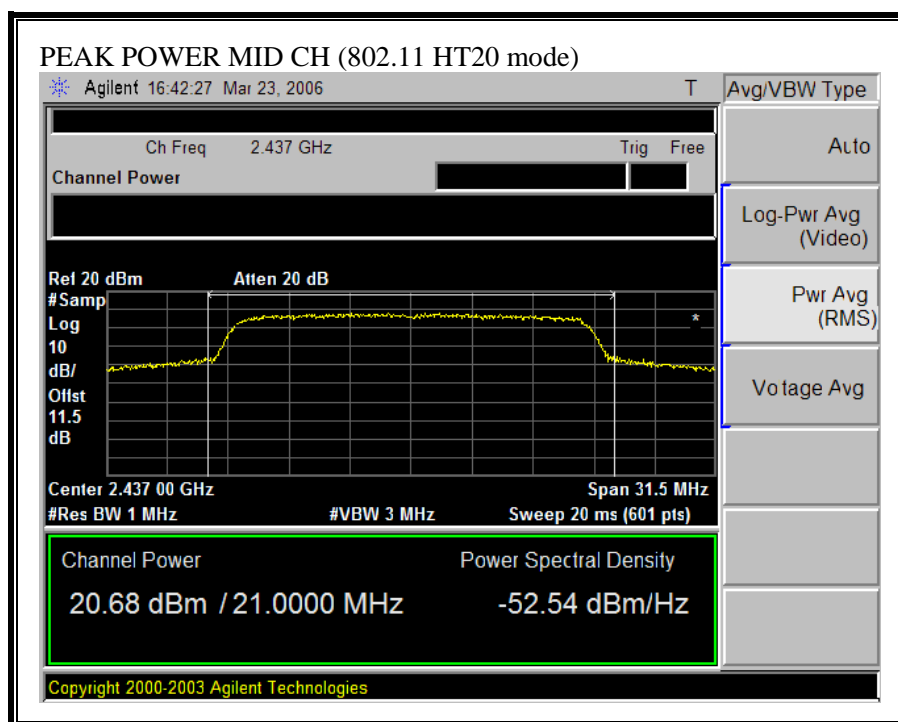 PEAK POWER MID CH (802.11 HT20 mode)
Agilent 16:42:27 Mar 23, 2006 T
Avg/VBW Type
Ch Freq 2.437 GHz Trig Free
Channel Power
Auto
Log-Pwr Avg
(Video)
Pwr Avg
(RMS)
Votage Avg
Ref 20 dBm Atten 20 dB
#Samp
Log
10
dB/
Offst
11.5
dB
*
Center 2.437 00 GHz Span 31.5 MHz
#Res BW 1 MHz #VBW 3 MHz Sweep 20 ms (601 pts)
Channel Power Power Spectral Density
20.68 dBm / 21.0000 MHz -52.54 dBm/Hz
Copyright 2000-2003 Agilent Technologies